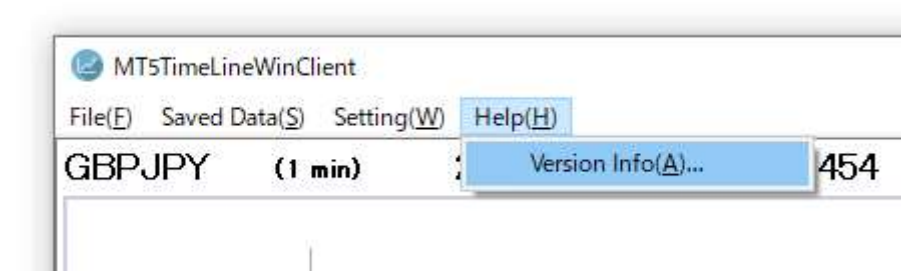 MT5TimeLineWinClient
File(F) Saved Data(S) Setting(W) Help(H)
Version Info(A)...
GBPJPY (1 min) 454